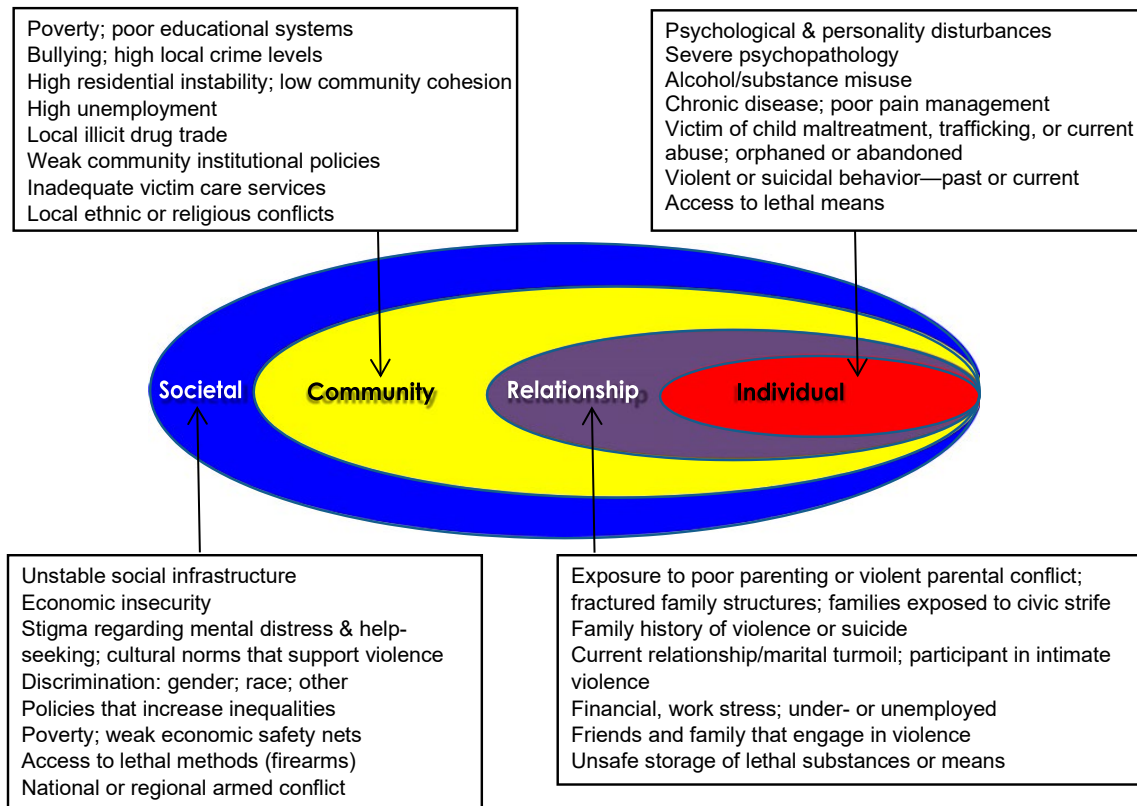 Poverty; poor educational systems
Bullying; high local crime levels
High residential instability; low community cohesion
High unemployment
Local illicit drug trade
Weak community institutional policies
Inadequate victim care services
Local ethnic or religious conflicts
Psychological & personality disturbances
Severe psychopathology
Alcohol/substance misuse
Chronic disease; poor pain management
Victim of child maltreatment, trafficking, or current
abuse; orphaned or abandoned
Violent or suicidal behavior—past or current
Access to lethal means
Societal
Community
Relationship
Individual
Unstable social infrastructure
Economic insecurity
Stigma regarding mental distress & help-
seeking; cultural norms that support violence
Discrimination: gender; race; other
Policies that increase inequalities
Poverty; weak economic safety nets
Access to lethal methods (firearms)
National or regional armed conflict
Exposure to poor parenting or violent parental conflict;
fractured family structures; families exposed to civic strife
Family history of violence or suicide
Current relationship/marital turmoil; participant in intimate
violence
Financial, work stress; under- or unemployed
Friends and family that engage in violence
Unsafe storage of lethal substances or means